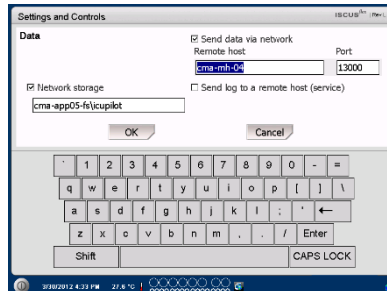 Settings and Controls
ISCUS
Data
Send data via network
Remote host
Port
cma-mh-04
13000
Network storage
Send log to a remote host (service)
cma-app05-fs\icupilot
OK
Cancel
` 1 2 3 4 5 6 7 8 9 0 - =
q w e r t y u i o p [ ] \
a s d f g h j k l ; '
z x c v b n m , . / Enter
Shift
CAPS LOCK
3/30/2012 4:33 PM 27.6 °C